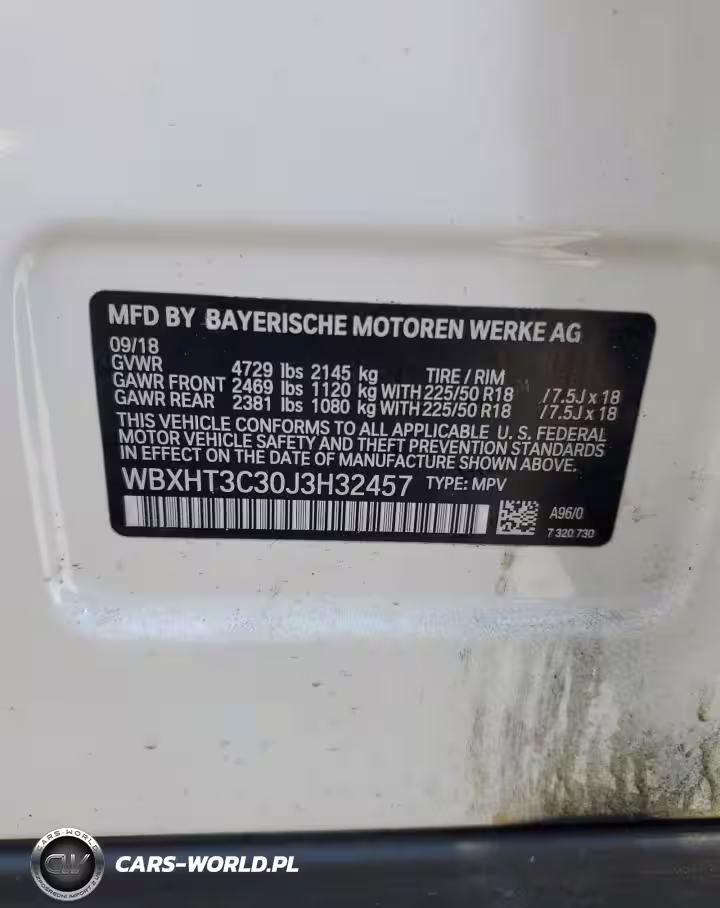 MFD BY BAYERISCHE MOTOREN WERKE AG
09/18
GVWR 4729 lbs 2145 kg TIRE / RIM
GAWR FRONT 2469 lbs 1120 kg WITH 225/50 R18 /7.5J x 18
GAWR REAR 2381 lbs 1080 kg WITH 225/50 R18 /7.5J x 18
THIS VEHICLE CONFORMS TO ALL APPLICABLE U. S. FEDERAL
MOTOR VEHICLE SAFETY AND THEFT PREVENTION STANDARDS
IN EFFECT ON THE DATE OF MANUFACTURE SHOWN ABOVE.
WBXHT3C30J3H32457 TYPE: MPV
A96/0
7 320 730
CARS-WORLD
CW
CARS-WORLD.PL